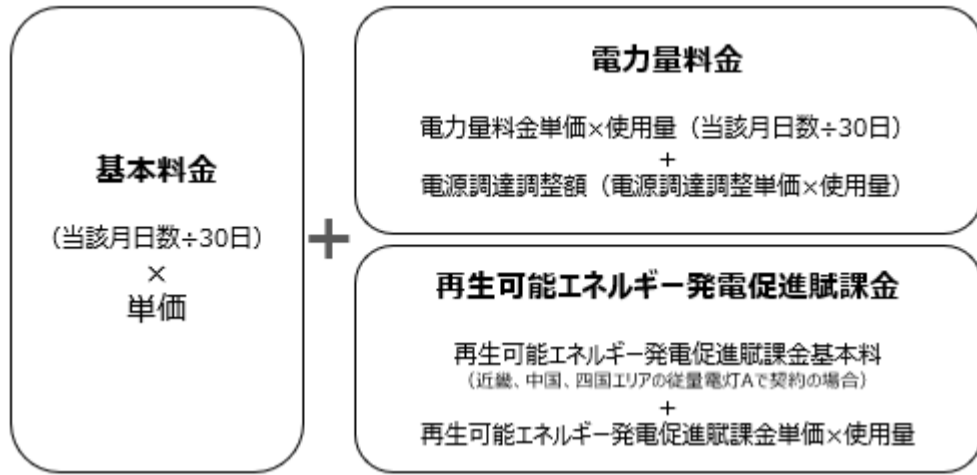 基本料金
（当該月日数÷30日）
×
単価
+
電力量料金
電力量料金単価×使用量（当該月日数÷30日）
+
電源調達調整額（電源調達調整単価×使用量）
再生可能エネルギー発電促進賦課金
再生可能エネルギー発電促進賦課金基本料
（近畿、中国、四国エリアの従量電灯Aで契約の場合）
+
再生可能エネルギー発電促進賦課金単価×使用量